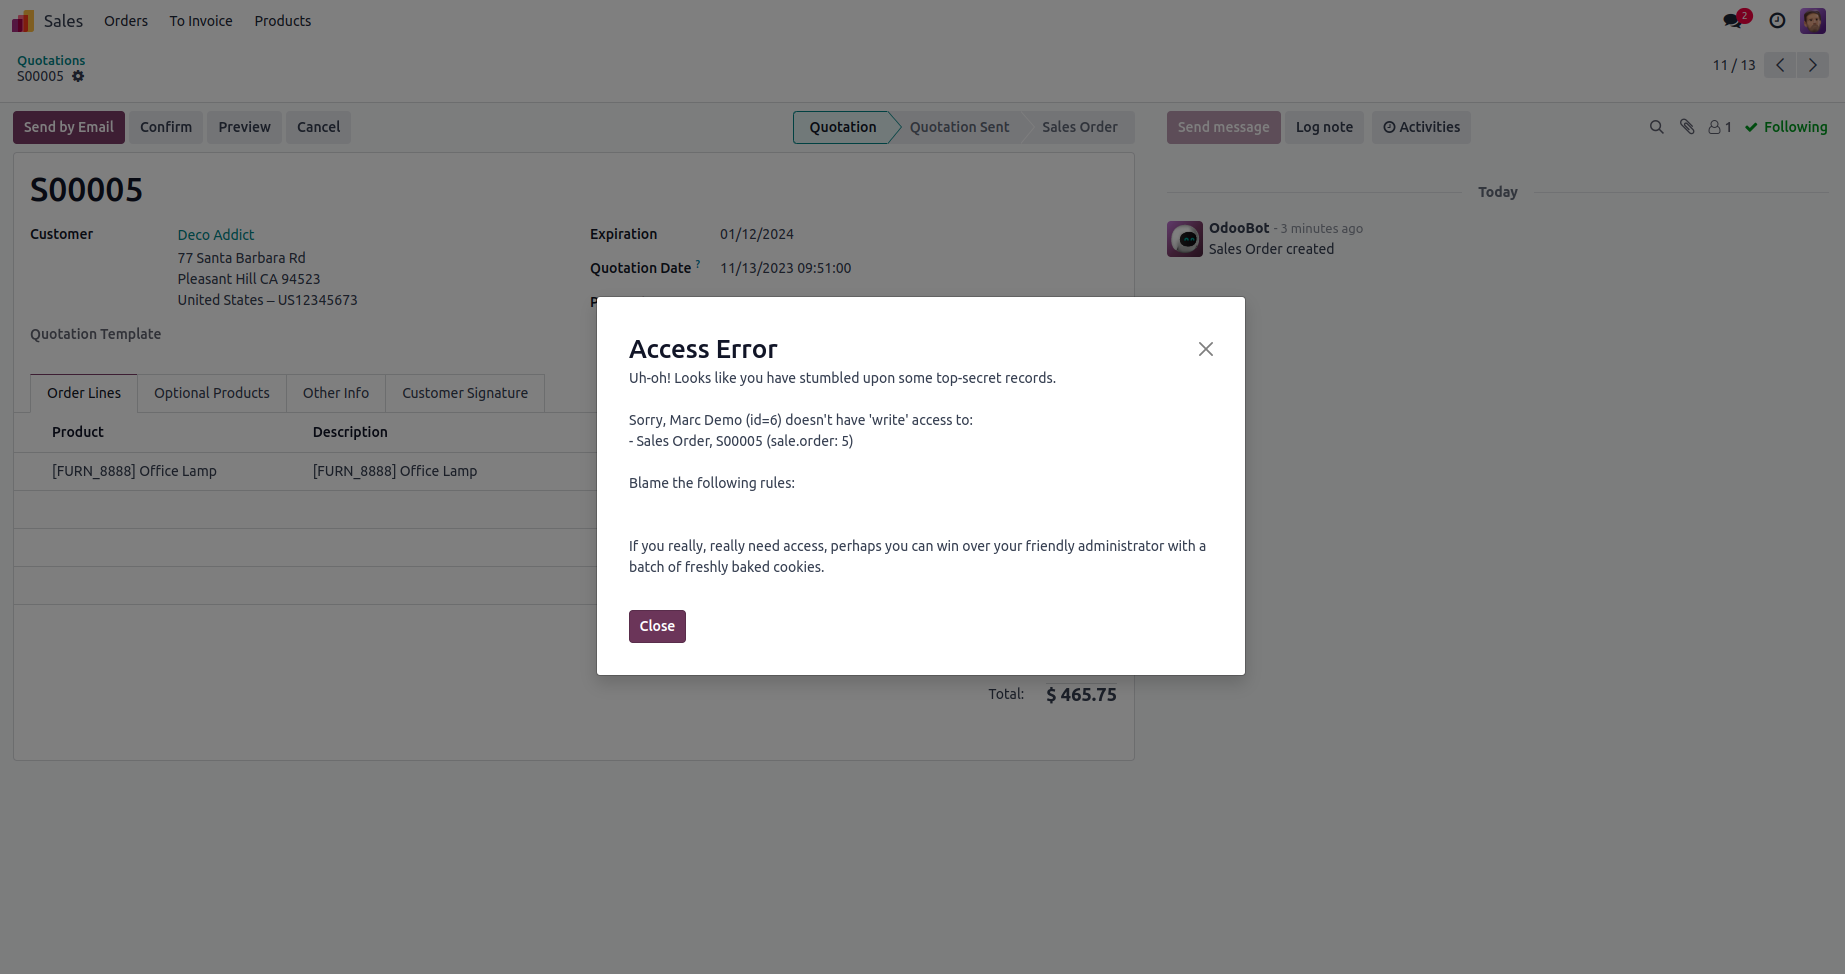 Sales Orders To Invoice Products 2
Quotations
S00005 11 / 13
Send by Email Confirm Preview Cancel Quotation Quotation Sent Sales Order Send message Log note Activities 1 Following
S00005
Today
Customer Deco Addict Expiration 01/12/2024
OdooBot - 3 minutes ago
77 Santa Barbara Rd
Sales Order created
Pleasant Hill CA 94523 Quotation Date ? 11/13/2023 09:51:00
United States – US12345673
Quotation Template
Order Lines Optional Products Other Info Customer Signature
Product Description
[FURN_8888] Office Lamp [FURN_8888] Office Lamp
Access Error
Uh-oh! Looks like you have stumbled upon some top-secret records.
Sorry, Marc Demo (id=6) doesn't have 'write' access to:
- Sales Order, S00005 (sale.order: 5)
Blame the following rules:
If you really, really need access, perhaps you can win over your friendly administrator with a
batch of freshly baked cookies.
Close
Total: $ 465.75